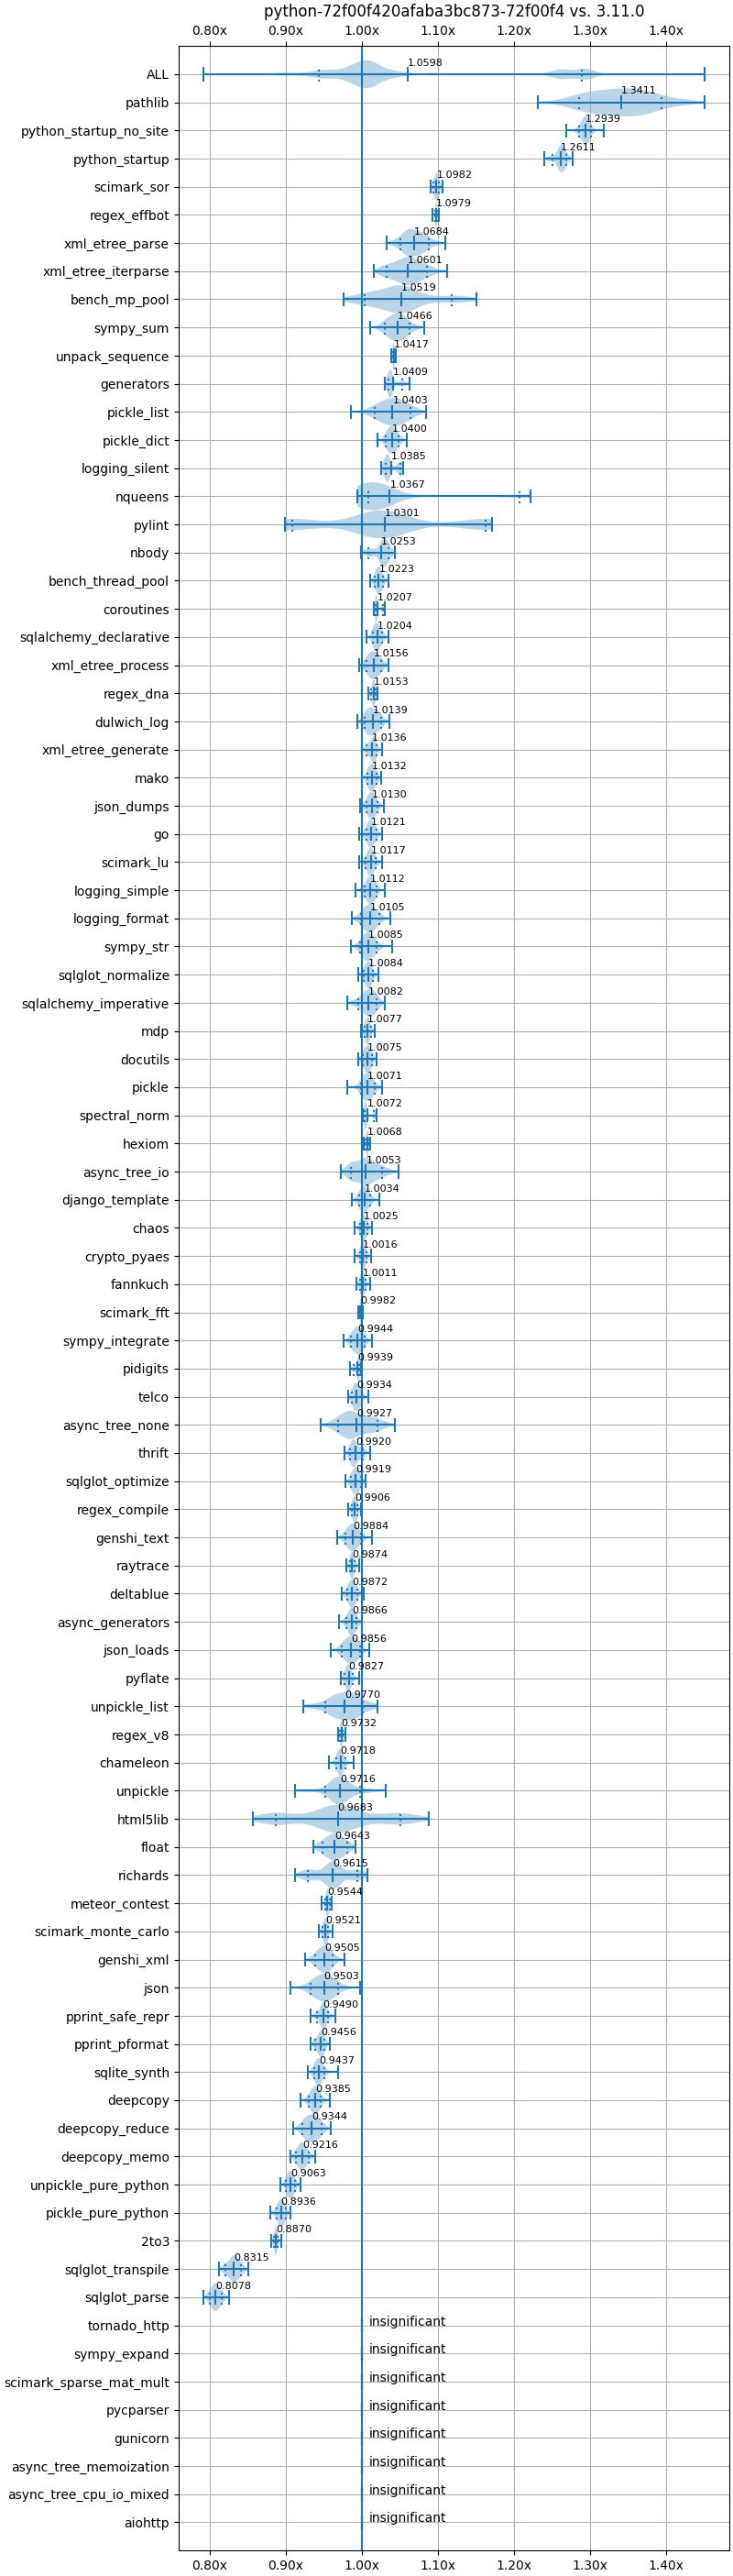 python-72f00f420afaba3bc873-72f00f4 vs. 3.11.0
0.80x 0.90x 1.00x 1.10x 1.20x 1.30x 1.40x
ALL 1.0598
pathlib 1.3411
python_startup_no_site 1.2939
python_startup 1.2611
scimark_sor 1.0982
regex_effbot 1.0979
xml_etree_parse 1.0684
xml_etree_iterparse 1.0601
bench_mp_pool 1.0519
sympy_sum 1.0466
unpack_sequence 1.0417
generators 1.0409
pickle_list 1.0403
pickle_dict 1.0400
logging_silent 1.0385
nqueens 1.0367
pylint 1.0301
nbody 1.0253
bench_thread_pool 1.0223
coroutines 1.0207
sqlalchemy_declarative 1.0204
xml_etree_process 1.0156
regex_dna 1.0153
dulwich_log 1.0139
xml_etree_generate 1.0136
mako 1.0132
json_dumps 1.0130
go 1.0121
scimark_lu 1.0117
logging_simple 1.0112
logging_format 1.0105
sympy_str 1.0085
sqlglot_normalize 1.0084
sqlalchemy_imperative 1.0082
mdp 1.0077
docutils 1.0075
pickle 1.0071
spectral_norm 1.0072
hexiom 1.0068
async_tree_io 1.0053
django_template 1.0034
chaos 1.0025
crypto_pyaes 1.0016
fannkuch 1.0011
scimark_fft 0.9982
sympy_integrate 0.9944
pidigits 0.9939
telco 0.9934
async_tree_none 0.9927
thrift 0.9920
sqlglot_optimize 0.9919
regex_compile 0.9906
genshi_text 0.9884
raytrace 0.9874
deltablue 0.9872
async_generators 0.9866
json_loads 0.9856
pyflate 0.9827
unpickle_list 0.9770
regex_v8 0.9732
chameleon 0.9718
unpickle 0.9716
html5lib 0.9683
float 0.9643
richards 0.9615
meteor_contest 0.9544
scimark_monte_carlo 0.9521
genshi_xml 0.9505
json 0.9503
pprint_safe_repr 0.9490
pprint_pformat 0.9456
sqlite_synth 0.9437
deepcopy 0.9385
deepcopy_reduce 0.9344
deepcopy_memo 0.9216
unpickle_pure_python 0.9063
pickle_pure_python 0.8936
2to3 0.8870
sqlglot_transpile 0.8315
sqlglot_parse 0.8078
tornado_http insignificant
sympy_expand insignificant
scimark_sparse_mat_mult insignificant
pycparser insignificant
gunicorn insignificant
async_tree_memoization insignificant
async_tree_cpu_io_mixed insignificant
aiohttp insignificant
0.80x 0.90x 1.00x 1.10x 1.20x 1.30x 1.40x